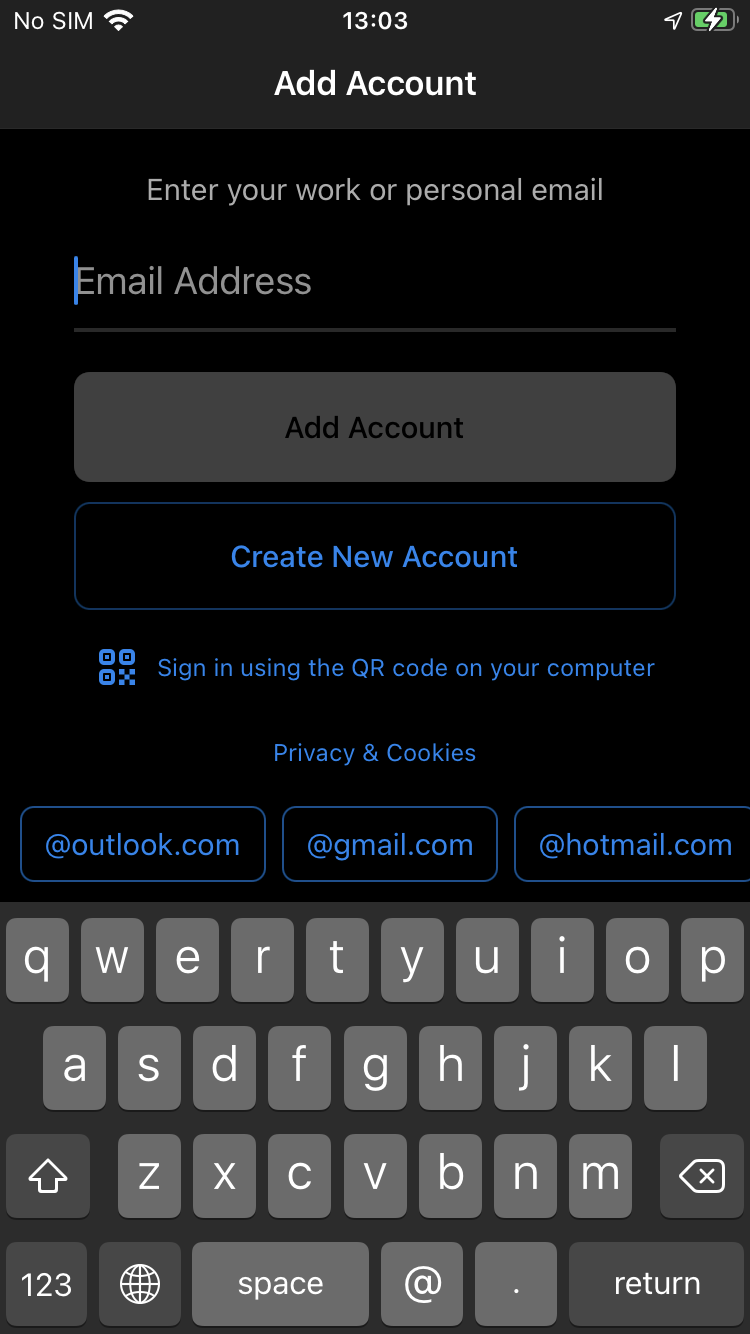 No SIM 13:03
Add Account
Enter your work or personal email
Email Address
Add Account
Create New Account
Sign in using the QR code on your computer
Privacy & Cookies
@outlook.com @gmail.com @hotmail.com
q w e r t y u i o p
a s d f g h j k l
z x c v b n m
123 space @ . return